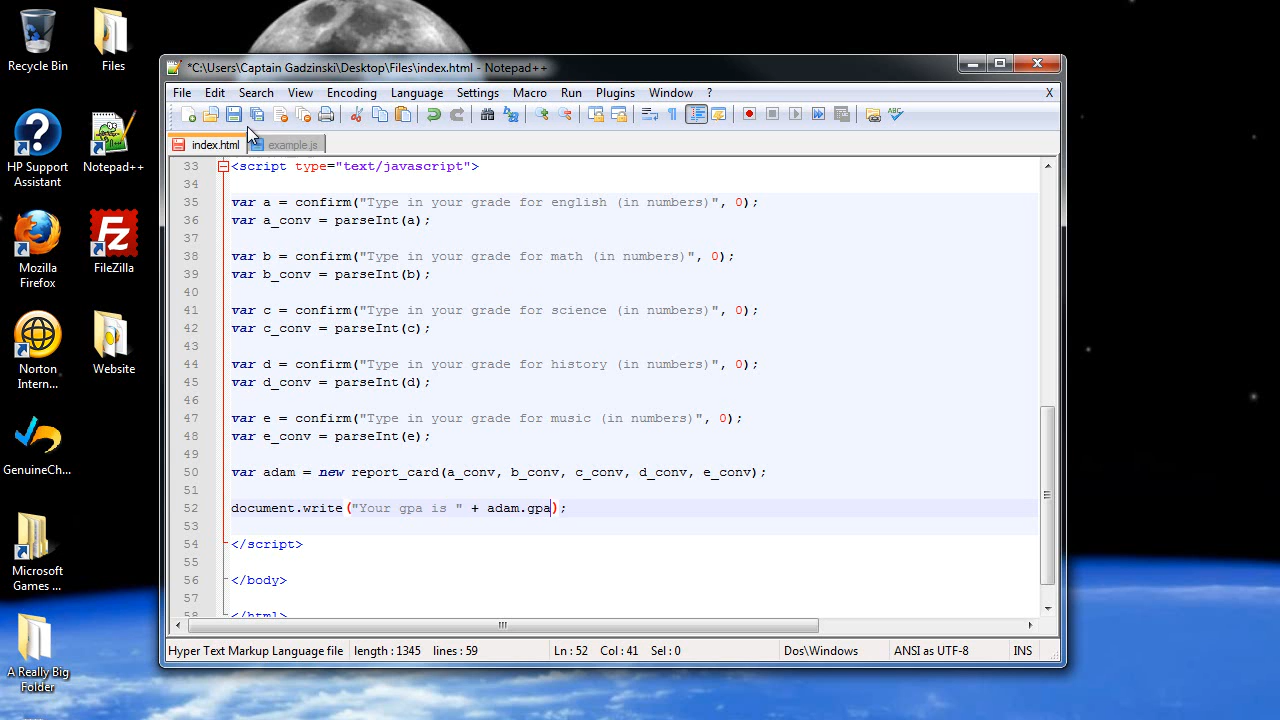 Recycle Bin
Files
HP Support
Assistant
Notepad++
Mozilla
Firefox
FileZilla
Norton
Intern...
Website
GenuineCh...
Microsoft
Games ...
A Really Big
Folder
*C:\Users\Captain Gadzinski\Desktop\Files\index.html - Notepad++
File Edit Search View Encoding Language Settings Macro Run Plugins Window ? X
index.html example.js
33 <script type="text/javascript">
34
35 var a = confirm("Type in your grade for english (in numbers)", 0);
36 var a_conv = parseInt(a);
37
38 var b = confirm("Type in your grade for math (in numbers)", 0);
39 var b_conv = parseInt(b);
40
41 var c = confirm("Type in your grade for science (in numbers)", 0);
42 var c_conv = parseInt(c);
43
44 var d = confirm("Type in your grade for history (in numbers)", 0);
45 var d_conv = parseInt(d);
46
47 var e = confirm("Type in your grade for music (in numbers)", 0);
48 var e_conv = parseInt(e);
49
50 var adam = new report_card(a_conv, b_conv, c_conv, d_conv, e_conv);
51
52 document.write("Your gpa is " + adam.gpa);
53
54 </script>
55
56 </body>
57
58 </html>
Hyper Text Markup Language file length : 1345 lines : 59 Ln : 52 Col : 41 Sel : 0 Dos\Windows ANSI as UTF-8 INS